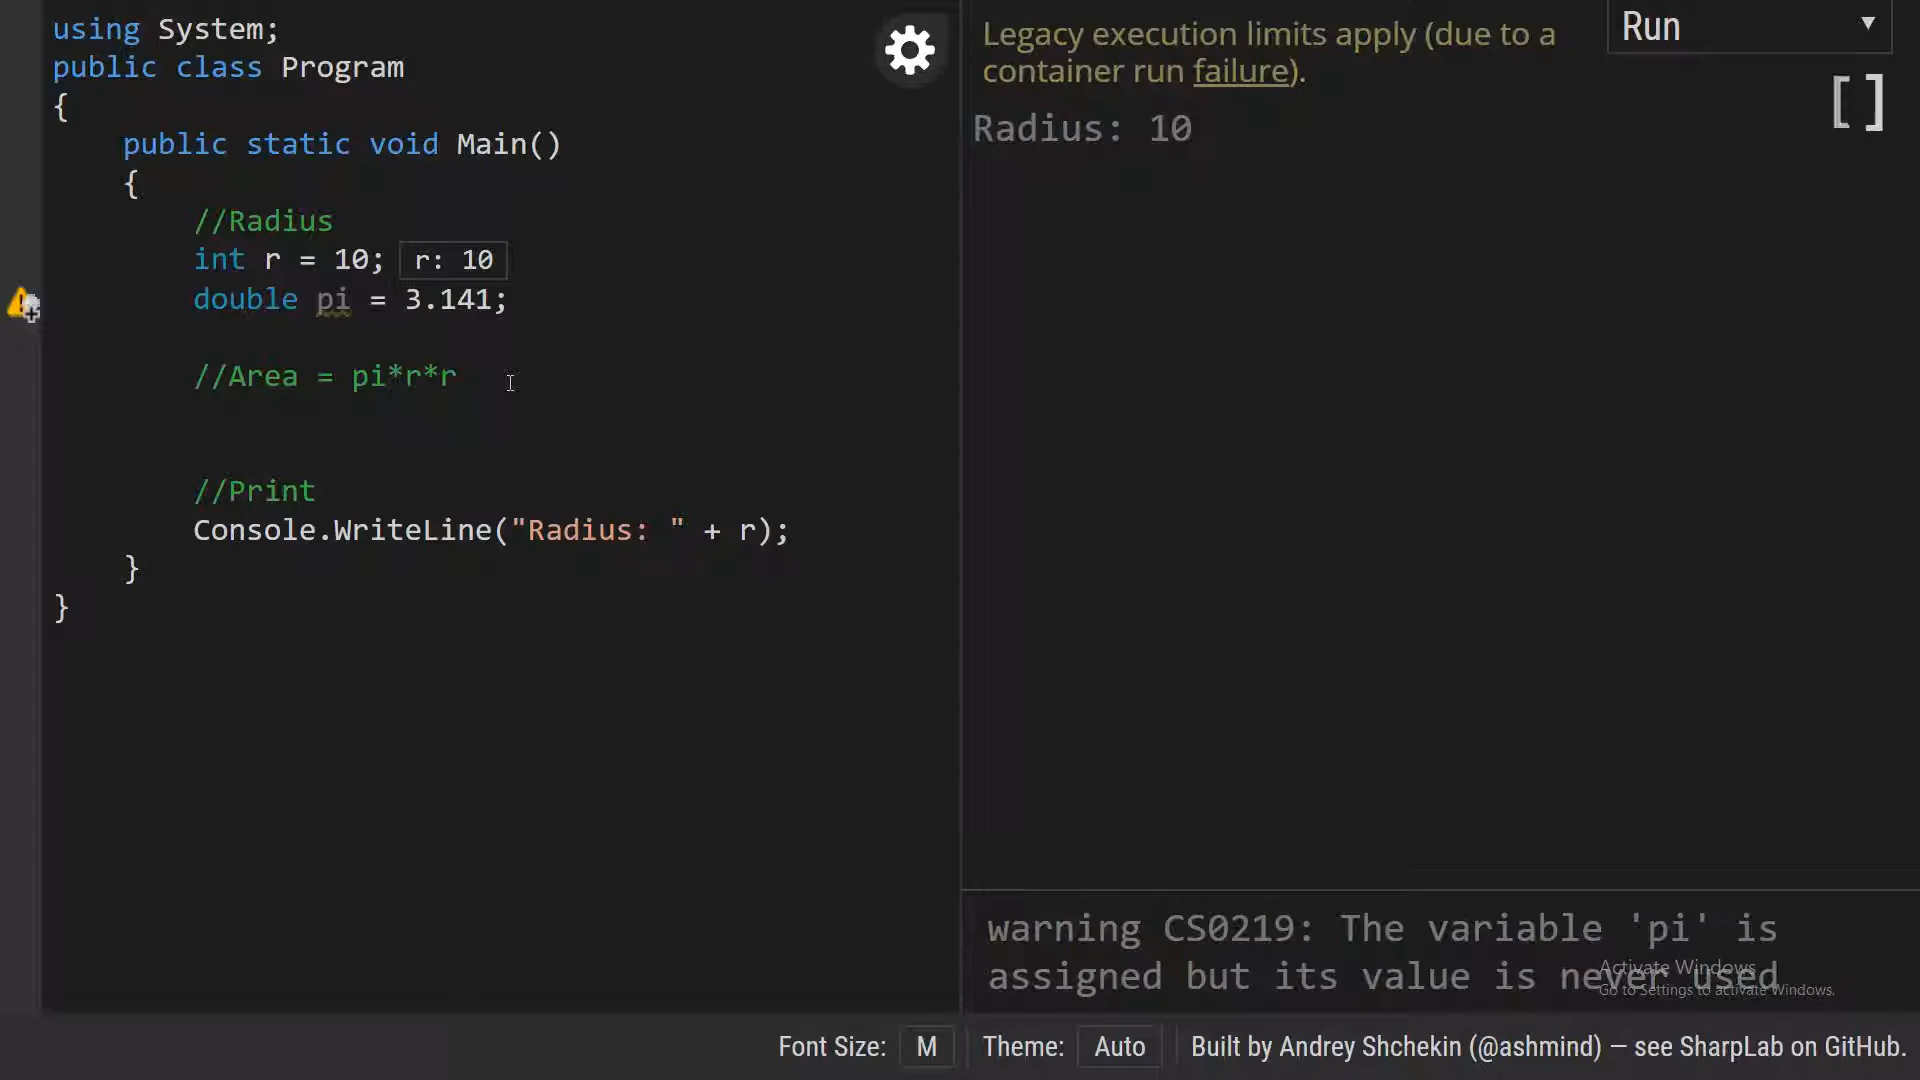 using System;
public class Program
{
public static void Main()
{
//Radius
int r = 10; r: 10
double pi = 3.141;
//Area = pi*r*r
//Print
Console.WriteLine("Radius: " + r);
}
}
Legacy execution limits apply (due to a
container run failure).
Run
Radius: 10
[]
warning CS0219: The variable 'pi' is
assigned but its value is never used
Activate Windows
Go to Settings to activate Windows.
Font Size: M
Theme: Auto
Built by Andrey Shchekin (@ashmind) — see SharpLab on GitHub.